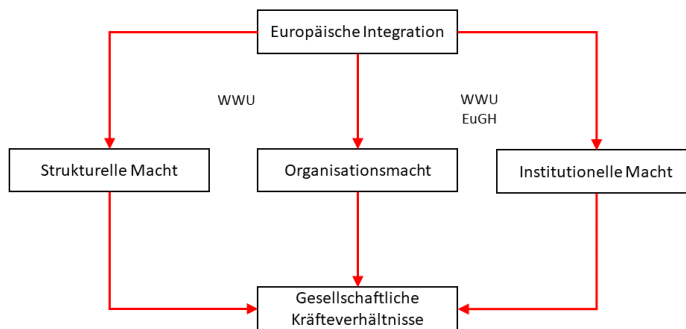 Europäische Integration
WWU
WWU
EuGH
Strukturelle Macht
Organisationsmacht
Institutionelle Macht
Gesellschaftliche
Kräfteverhältnisse